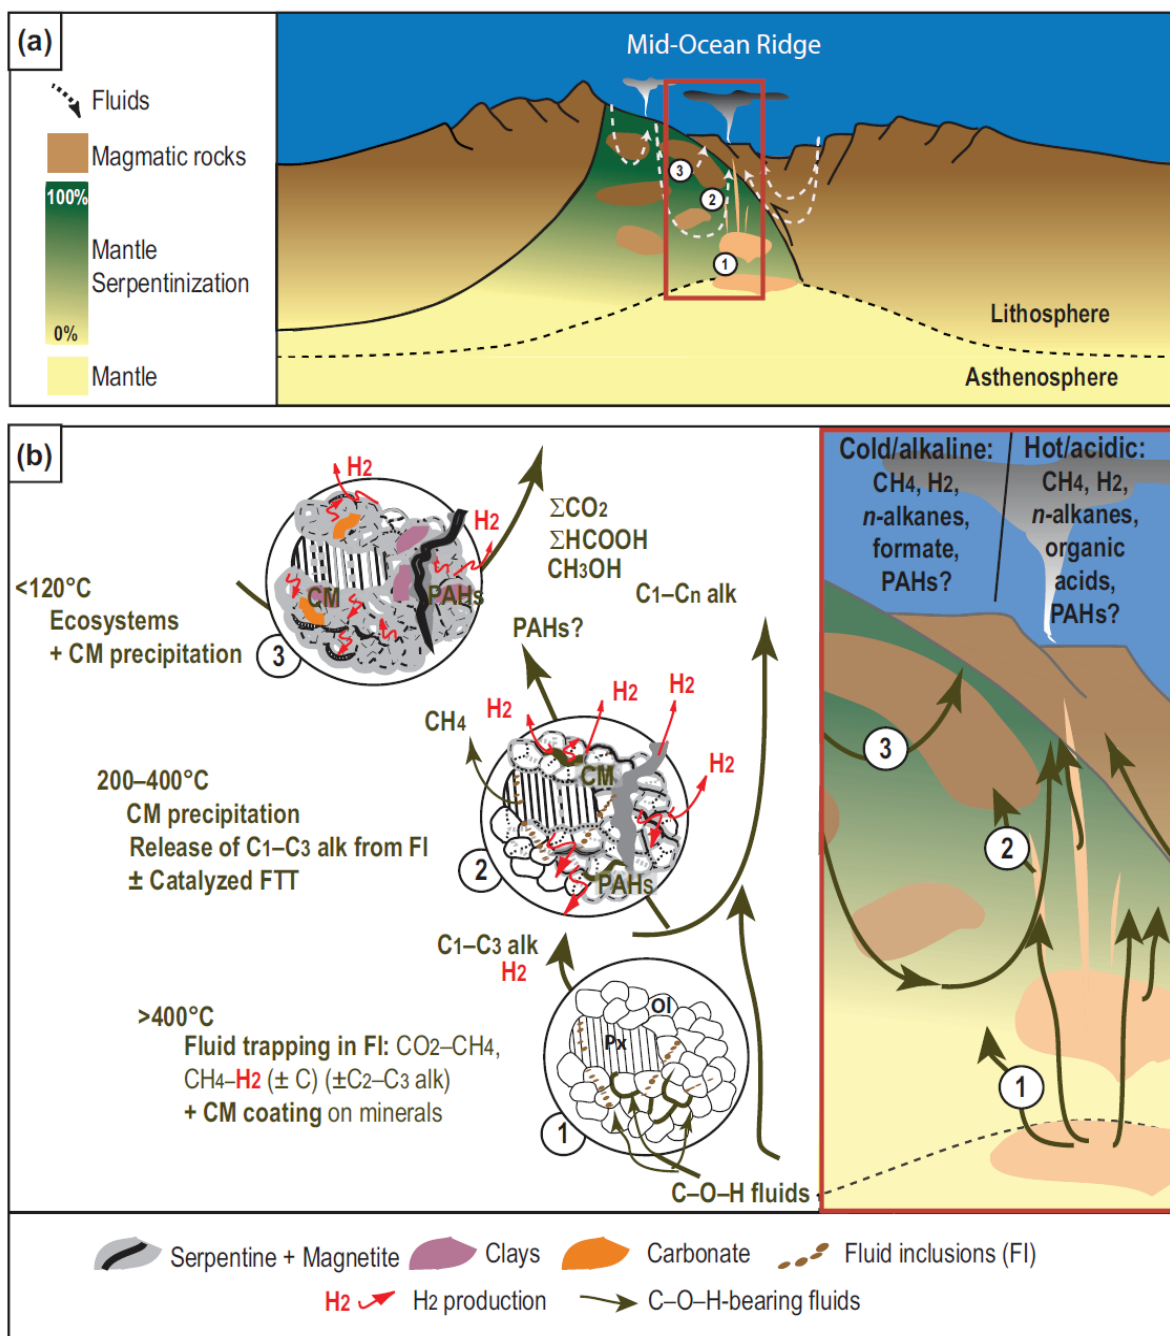 (a)
Mid-Ocean Ridge
Fluids
Magmatic rocks
100%
Mantle
Serpentinization
0%
Mantle
3
2
1
Lithosphere
Asthenosphere
(b)
H2
H2
ΣCO2
ΣHCOOH
CH3OH
<120°C
Ecosystems
+ CM precipitation
CM
PAHs
3
C1–Cn alk
PAHs?
H2
H2
H2
H2
CH4
CM
PAHs
200–400°C
CM precipitation
Release of C1–C3 alk from FI
± Catalyzed FTT
2
C1–C3 alk
H2
>400°C
Fluid trapping in FI: CO2–CH4,
CH4–H2 (± C) (±C2–C3 alk)
+ CM coating on minerals
Ol
Px
1
C–O–H fluids
Cold/alkaline:
CH4, H2,
n-alkanes,
formate,
PAHs?
Hot/acidic:
CH4, H2,
n-alkanes,
organic
acids,
PAHs?
3
2
1
Serpentine + Magnetite
Clays
Carbonate
Fluid inclusions (FI)
H2
H2 production
C–O–H-bearing fluids